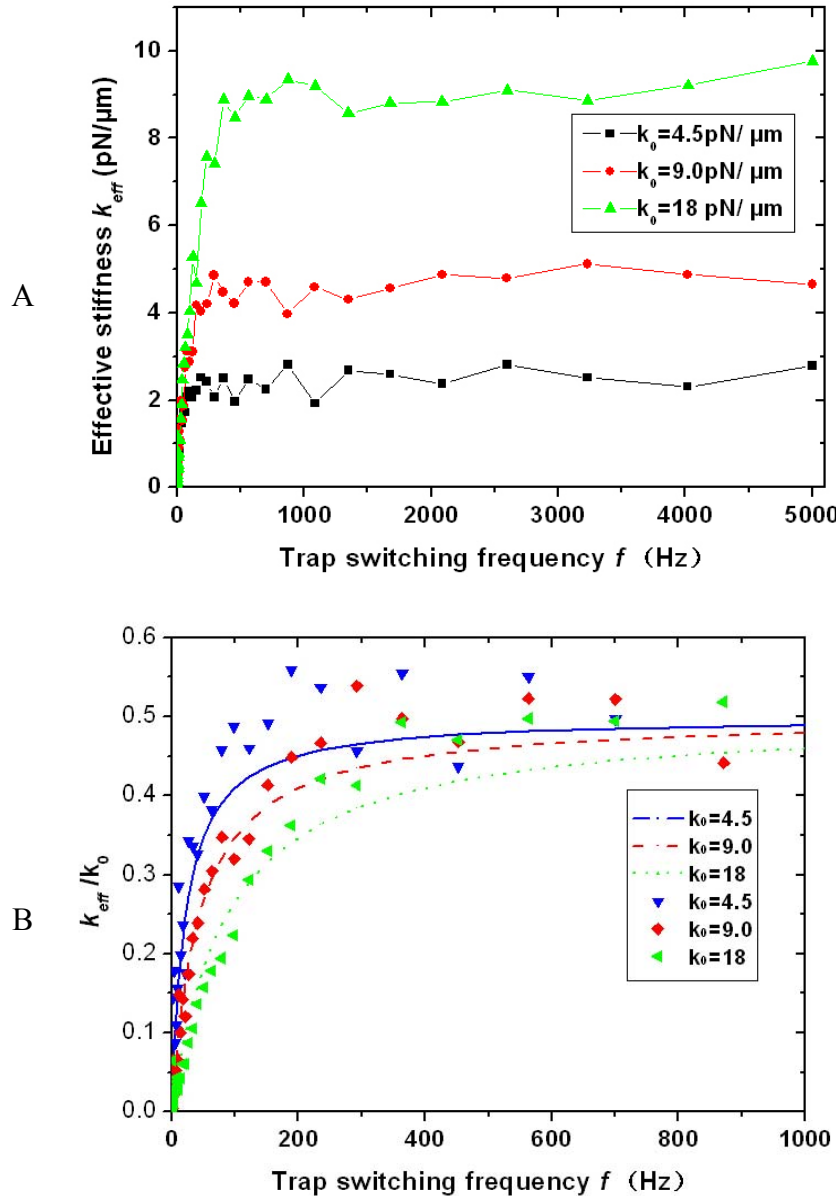 A
Effective stiffness k_eff (pN/µm)
10
8
6
4
2
0
k₀=4.5pN/ µm
k₀=9.0pN/ µm
k₀=18 pN/ µm
0 1000 2000 3000 4000 5000
Trap switching frequency f （Hz）
B
k_eff /k₀
0.6
0.5
0.4
0.3
0.2
0.1
0.0
k₀=4.5
k₀=9.0
k₀=18
k₀=4.5
k₀=9.0
k₀=18
0 200 400 600 800 1000
Trap switching frequency f （Hz）